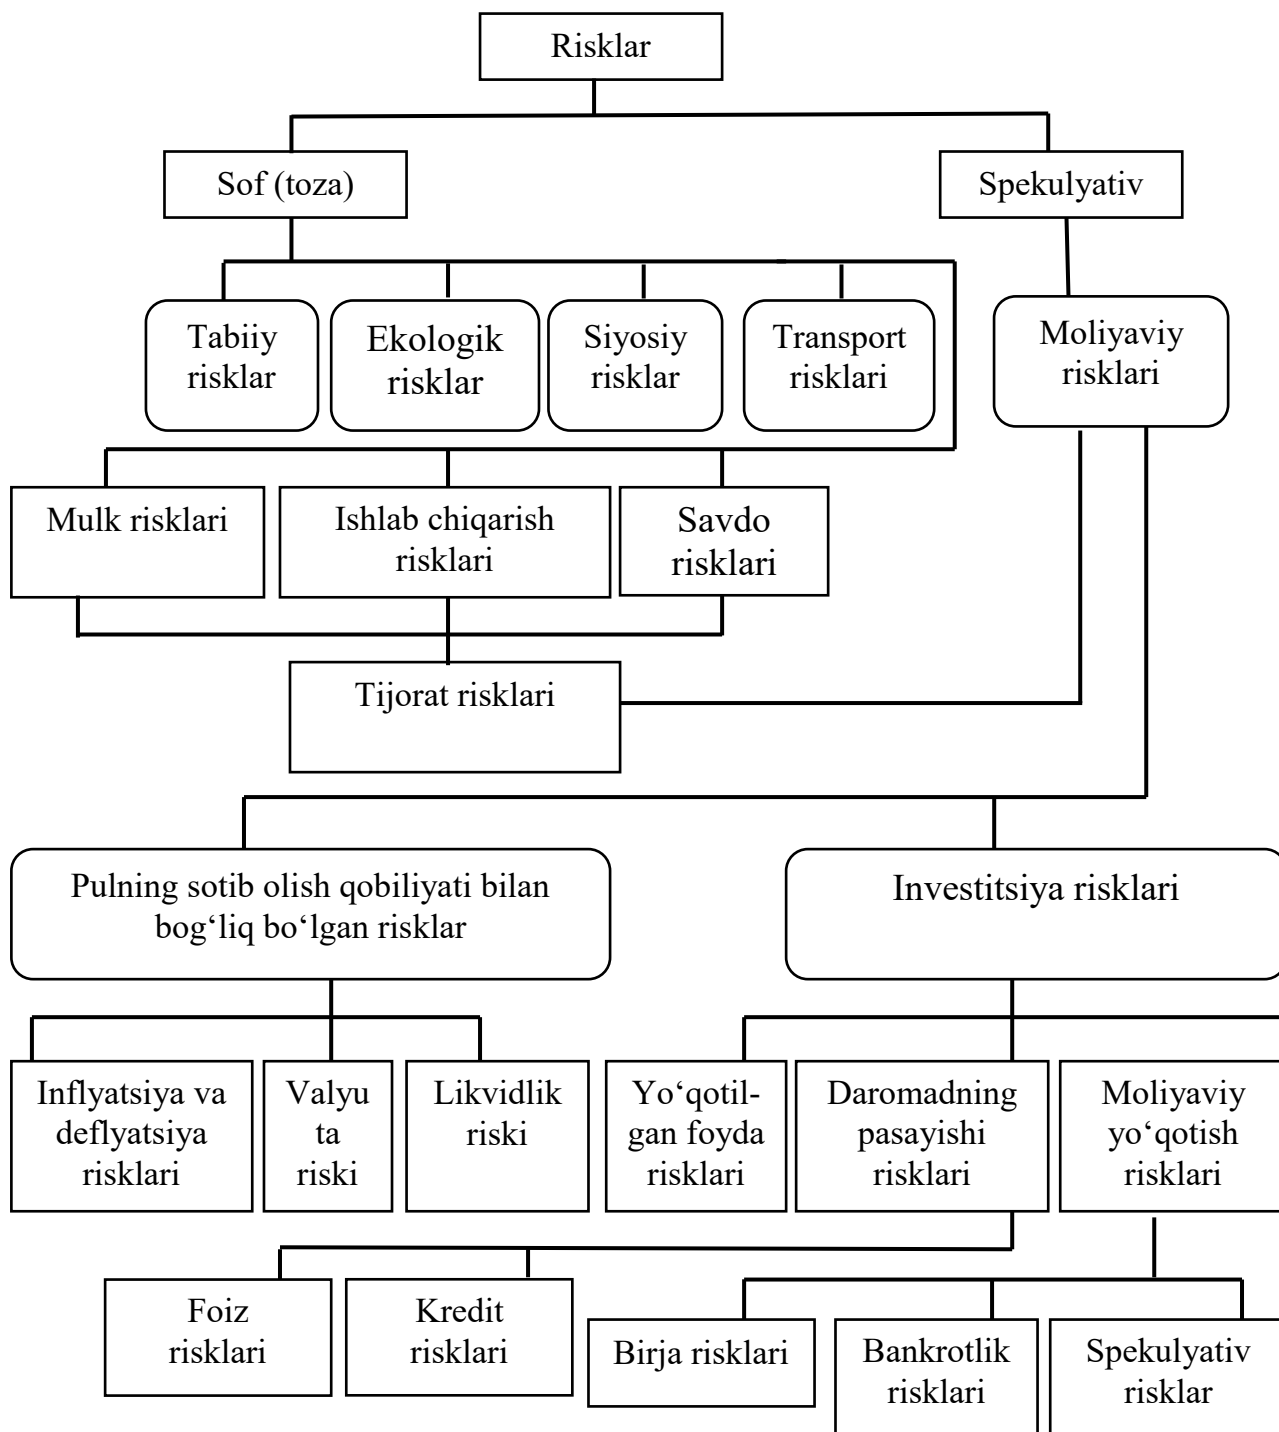 Risklar
Sof (toza)
Spekulyativ
Tabiiy
risklar
Ekologik
risklar
Siyosiy
risklar
Transport
risklari
Moliyaviy
risklari
Mulk risklari
Ishlab chiqarish
risklari
Savdo
risklari
Tijorat risklari
Pulning sotib olish qobiliyati bilan
bog‘liq bo‘lgan risklar
Investitsiya risklari
Inflyatsiya va
deflyatsiya
risklari
Valyu
ta
riski
Likvidlik
riski
Yo‘qotil-
gan foyda
risklari
Daromadning
pasayishi
risklari
Moliyaviy
yo‘qotish
risklari
Foiz
risklari
Kredit
risklari
Birja risklari
Bankrotlik
risklari
Spekulyativ
risklar